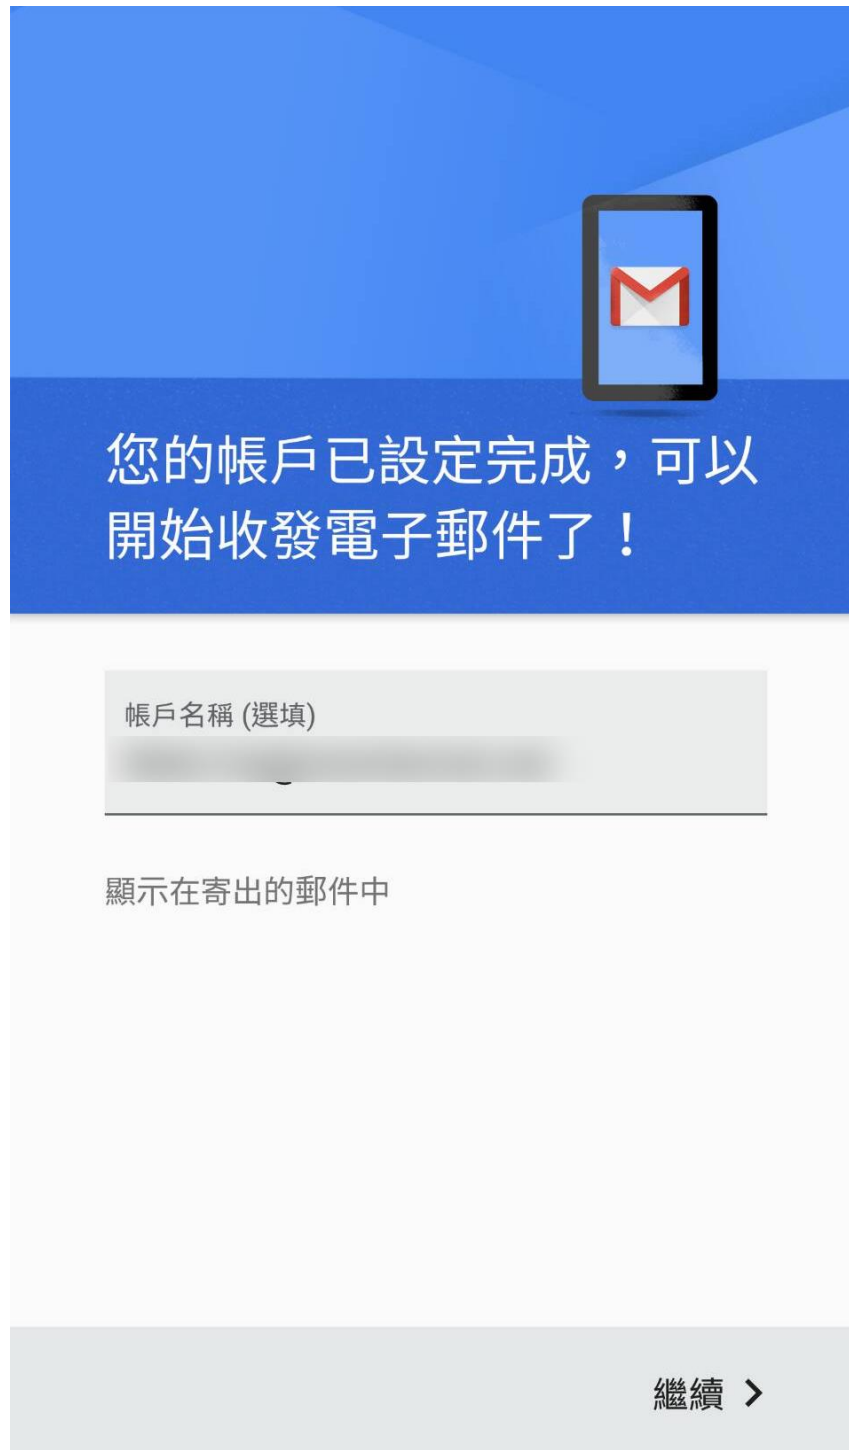 您的帳戶已設定完成，可以
開始收發電子郵件了！
帳戶名稱 (選填)
顯示在寄出的郵件中
繼續